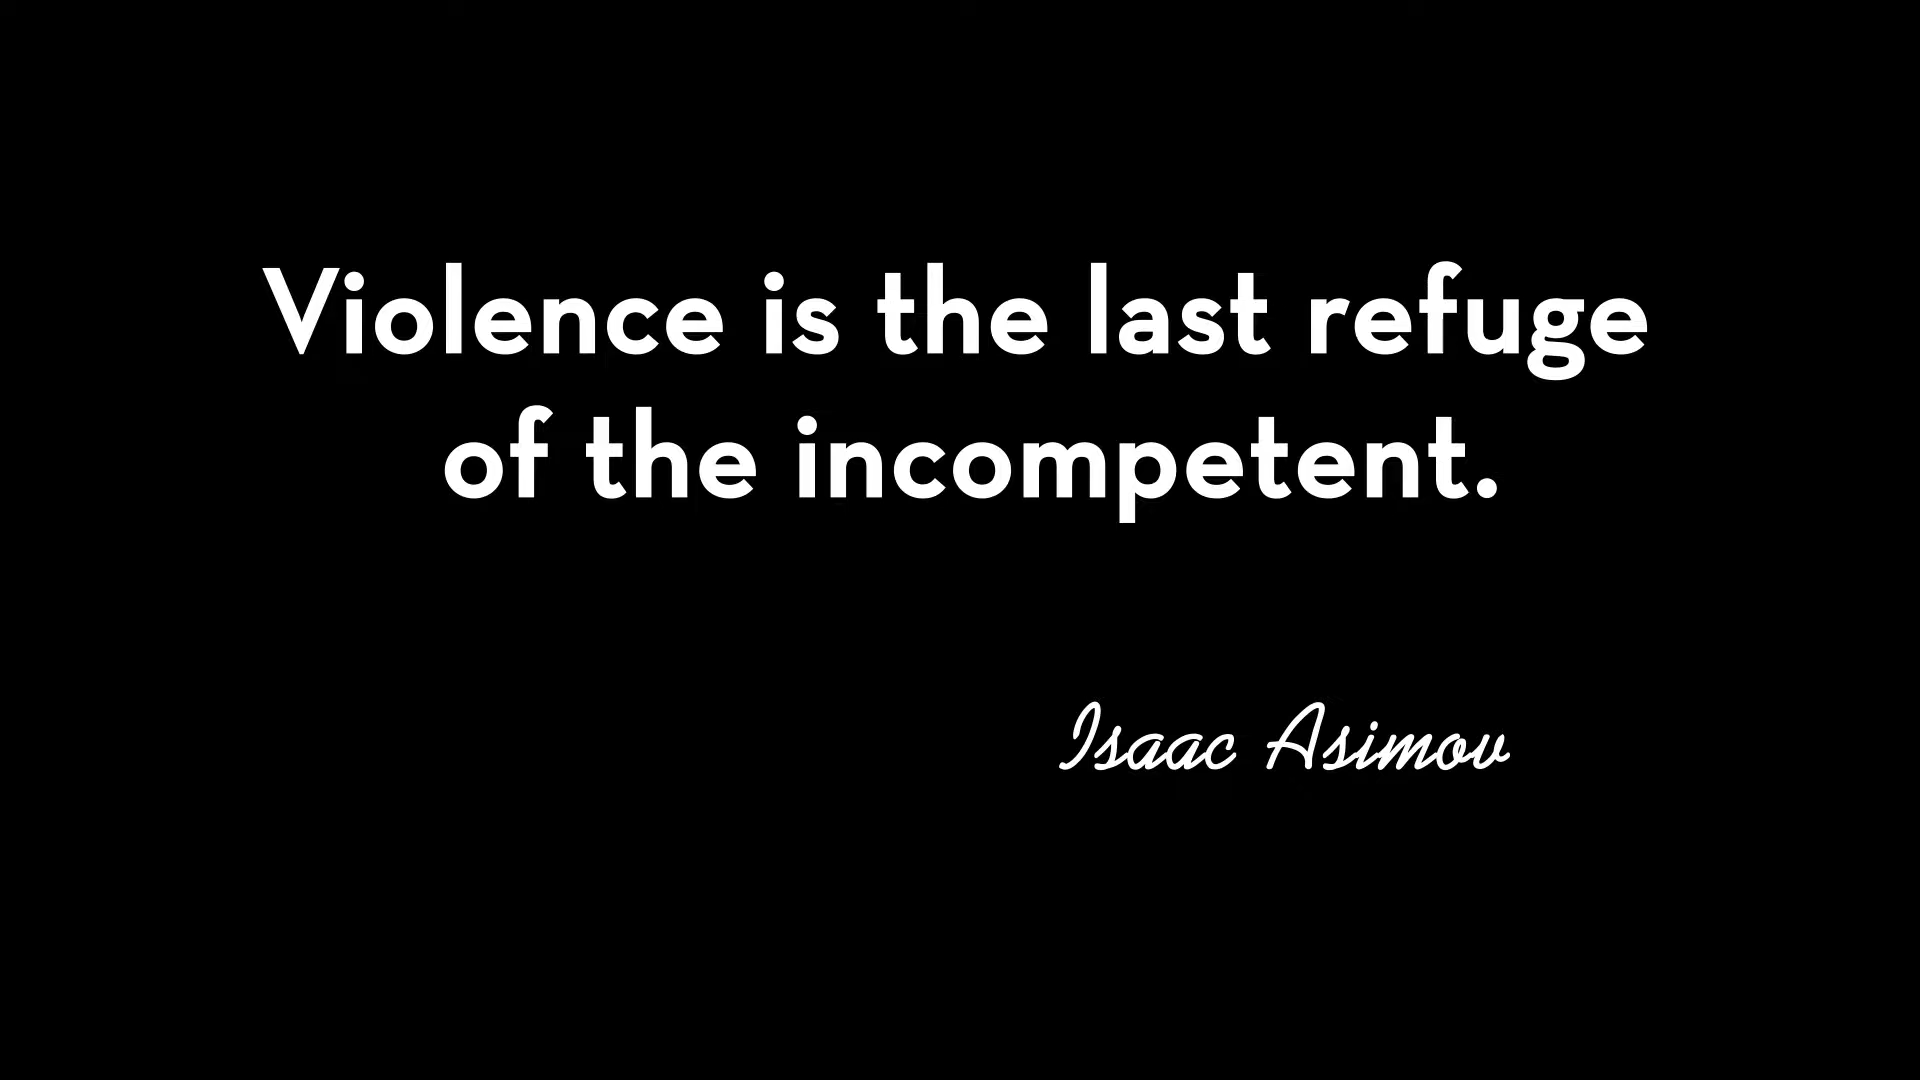 Violence is the last refuge
of the incompetent.
Isaac Asimov